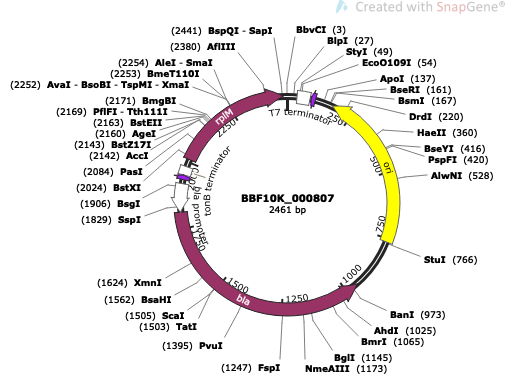 Created with SnapGene®
(2441) BspQI - SapI
BbvCI (3)
(2380) AflIII
BlpI (27)
StyI (49)
EcoO109I (54)
(2254) AleI - SmaI
(2253) BmeT110I
(2252) AvaI - BsoBI - TspMI - XmaI
ApoI (137)
BseRI (161)
BsmI (167)
(2171) BmgBI
(2169) PflFI - Tth111I
(2163) BstEII
(2160) AgeI
(2143) BstZ17I
(2142) AccI
DrdI (220)
HaeII (360)
BseYI (416)
PspFI (420)
AlwNI (528)
(2084) PasI
(2024) BstXI
(1906) BsgI
(1829) SspI
rplM
2250
T7 terminator
250
ori
500
tonB terminator
bla promoter
BBF10K_000807
2461 bp
750
StuI (766)
1750
(1624) XmnI
(1562) BsaHI
(1505) ScaI
(1503) TatI
(1395) PvuI
(1247) FspI
1500
bla
1250
1000
BanI (973)
AhdI (1025)
BmrI (1065)
BglI (1145)
NmeAIII (1173)